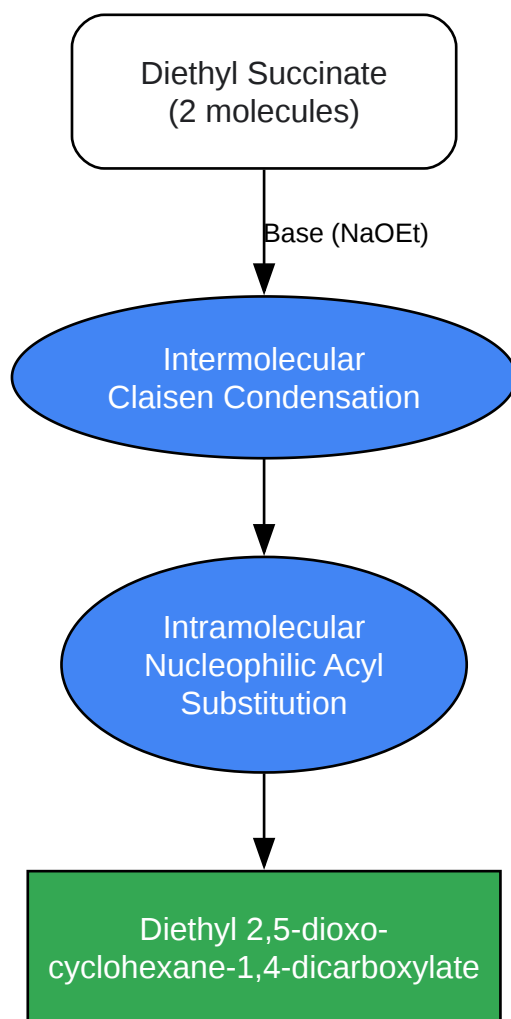 Diethyl Succinate
(2 molecules)
Base (NaOEt)
Intermolecular
Claisen Condensation
Intramolecular
Nucleophilic Acyl
Substitution
Diethyl 2,5-dioxo-
cyclohexane-1,4-dicarboxylate